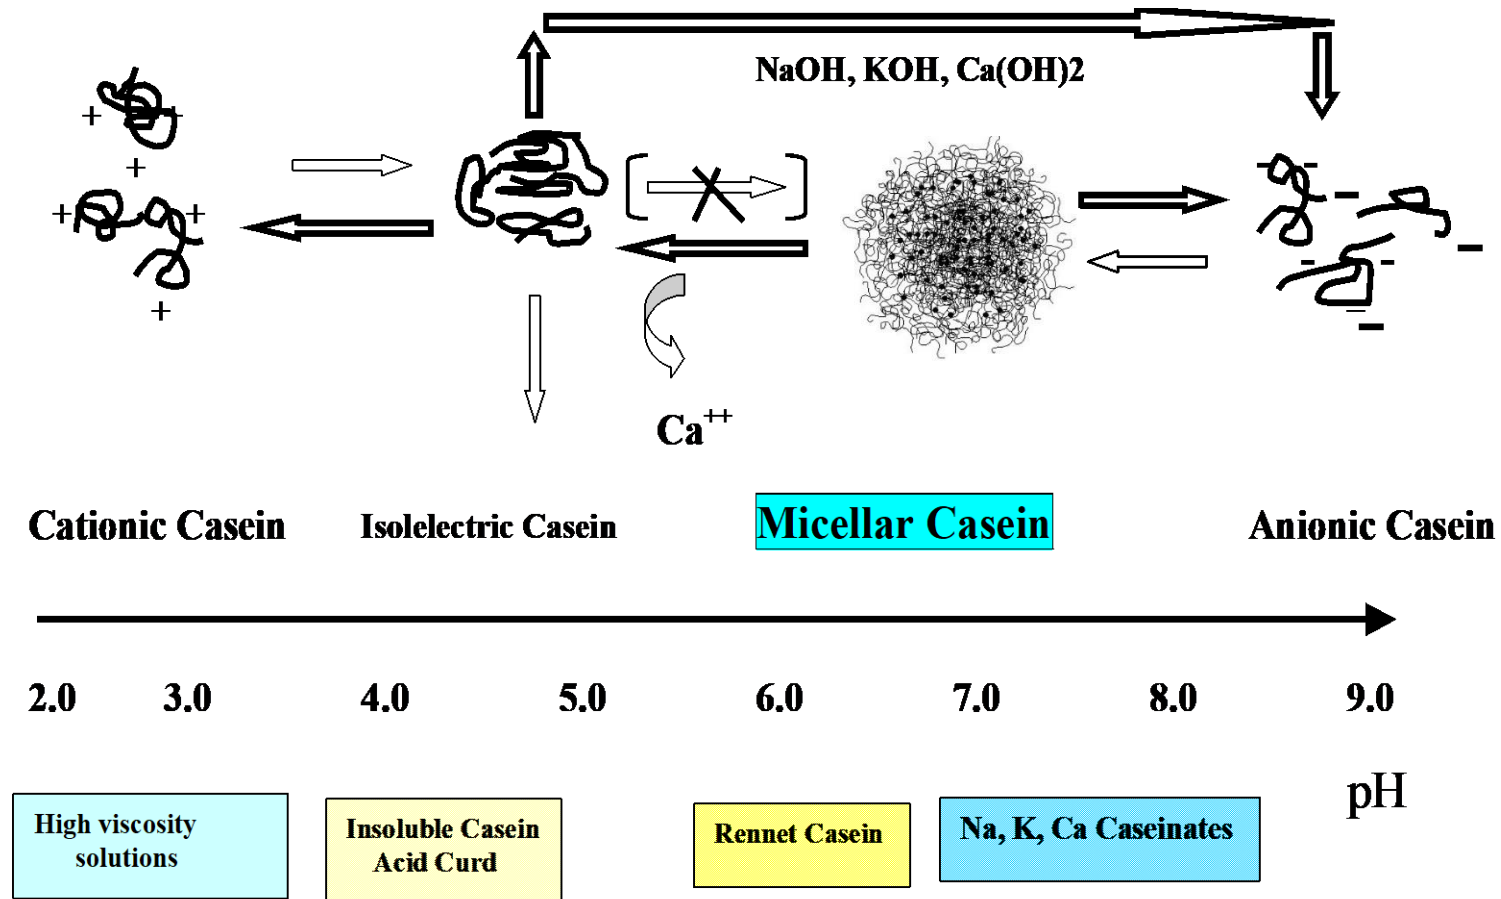 NaOH, KOH, Ca(OH)2
+
+
+
+
+
+
-
-
-
-
-
-
-
-
Ca++
Cationic Casein
Isolelectric Casein
Micellar Casein
Anionic Casein
2.0 3.0 4.0 5.0 6.0 7.0 8.0 9.0
pH
High viscosity
solutions
Insoluble Casein
Acid Curd
Rennet Casein
Na, K, Ca Caseinates